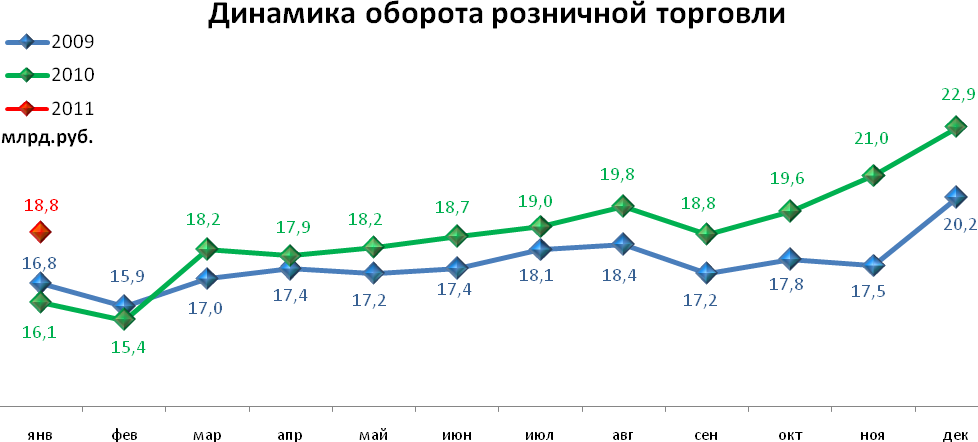 Динамика оборота розничной торговли
2009
2010
2011
млрд.руб.
18,8
16,8 15,9 17,0 17,4 17,2 17,4 18,1 18,4 17,2 17,8 17,5 20,2
16,1 15,4 18,2 17,9 18,2 18,7 19,0 19,8 18,8 19,6 21,0 22,9
янв фев мар апр май июн июл авг сен окт ноя дек